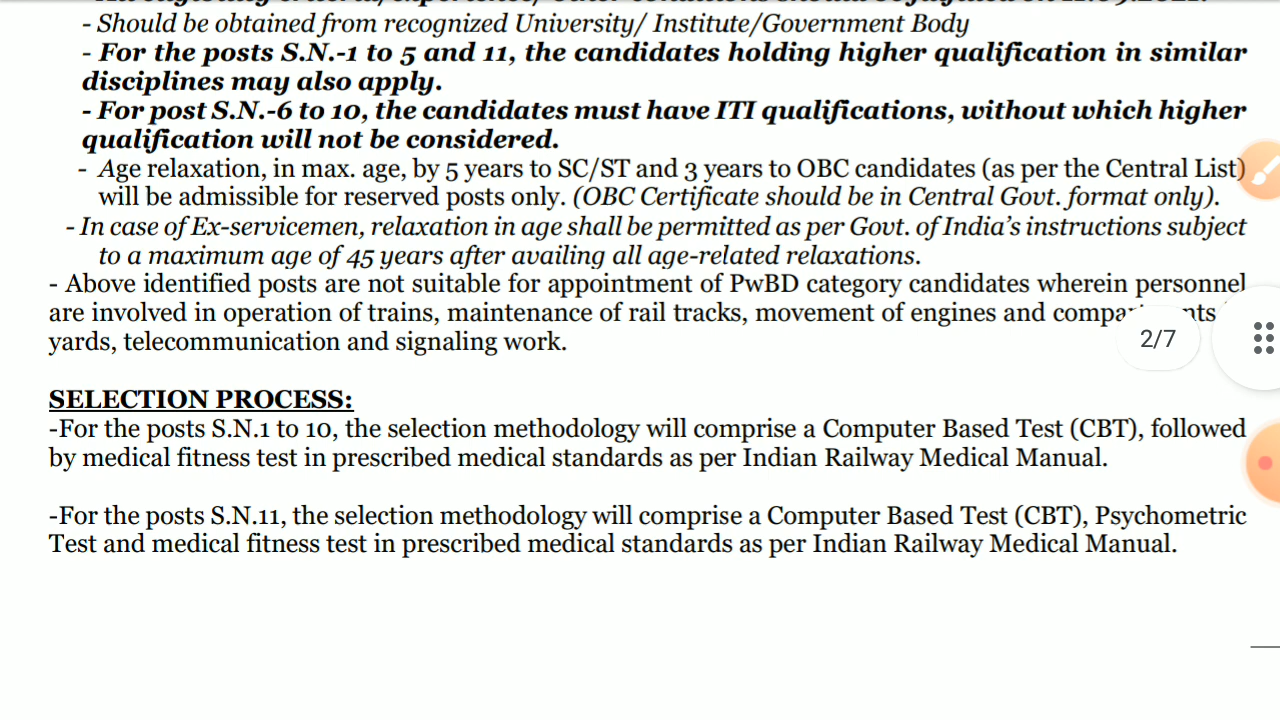 - Should be obtained from recognized University/ Institute/Government Body
- For the posts S.N.-1 to 5 and 11, the candidates holding higher qualification in similar
disciplines may also apply.
- For post S.N.-6 to 10, the candidates must have ITI qualifications, without which higher
qualification will not be considered.
- Age relaxation, in max. age, by 5 years to SC/ST and 3 years to OBC candidates (as per the Central List)
will be admissible for reserved posts only. (OBC Certificate should be in Central Govt. format only).
- In case of Ex-servicemen, relaxation in age shall be permitted as per Govt. of India's instructions subject
to a maximum age of 45 years after availing all age-related relaxations.
- Above identified posts are not suitable for appointment of PwBD category candidates wherein personnel
are involved in operation of trains, maintenance of rail tracks, movement of engines and
2/7
yards, telecommunication and signaling work.
SELECTION PROCESS:
-For the posts S.N.1 to 10, the selection methodology will comprise a Computer Based Test (CBT), followed
by medical fitness test in prescribed medical standards as per Indian Railway Medical Manual.
-For the posts S.N.11, the selection methodology will comprise a Computer Based Test (CBT), Psychometric
Test and medical fitness test in prescribed medical standards as per Indian Railway Medical Manual.